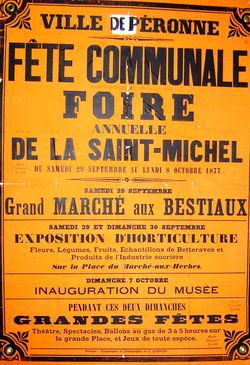 VILLE DE PÉRONNE
FÊTE COMMUNALE
FOIRE
ANNUELLE
DE LA SAINT-MICHEL
DU SAMEDI 29 SEPTEMBRE AU LUNDI 8 OCTOBRE 1877
SAMEDI 29 SEPTEMBRE
Grand MARCHÉ aux BESTIAUX
SAMEDI 29 ET DIMANCHE 30 SEPTEMBRE
EXPOSITION D'HORTICULTURE
Fleurs, Légumes, Fruits, Echantillons de Betteraves et
Produits de l'Industrie sucrière
Sur la Place du Marché-aux-Herbes.
DIMANCHE 7 OCTOBRE
INAUGURATION DU MUSÉE
PENDANT CES DEUX DIMANCHES
GRANDES FÊTES
Théâtre, Spectacles, Ballons au gaz de 3 à 5 heures sur
la grande Place, et Jeux de toute espèce.